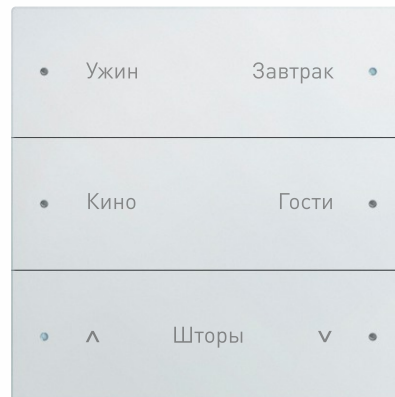 Ужин Завтрак
Кино Гости
Шторы